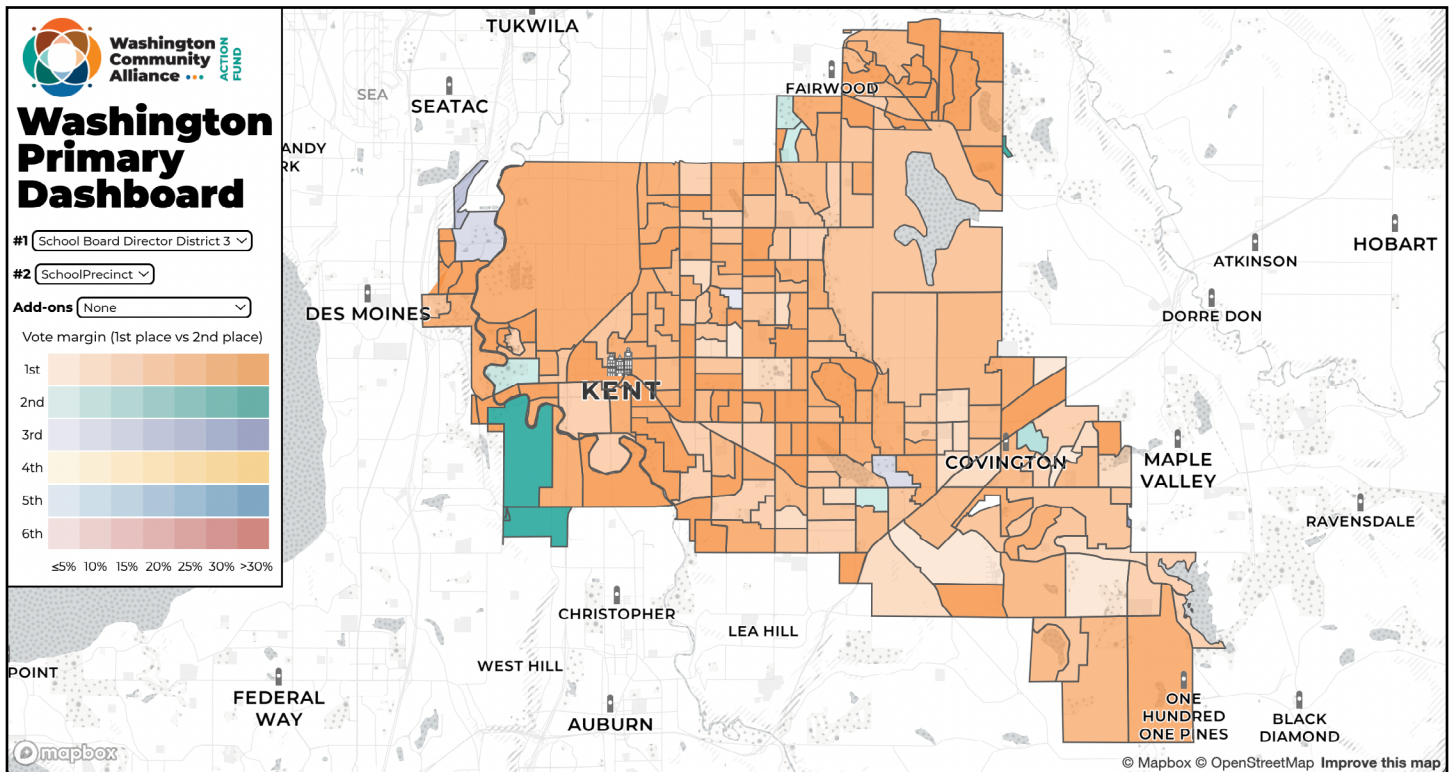 Washington
Community
Alliance
ACTION
FUND
Washington
Primary
Dashboard
#1 School Board Director District 3
#2 SchoolPrecinct
Add-ons None
Vote margin (1st place vs 2nd place)
1st
2nd
3rd
4th
5th
6th
≤5% 10% 15% 20% 25% 30% >30%
TUKWILA
SEA
SEATAC
FAIRWOOD
ANDY
RK
HOBART
ATKINSON
DES MOINES
DORRE DON
KENT
COVINGTON
MAPLE
VALLEY
RAVENSDALE
CHRISTOPHER
LEA HILL
WEST HILL
POINT
FEDERAL
WAY
AUBURN
ONE
HUNDRED
ONE PINES
BLACK
DIAMOND
mapbox
© Mapbox © OpenStreetMap Improve this map